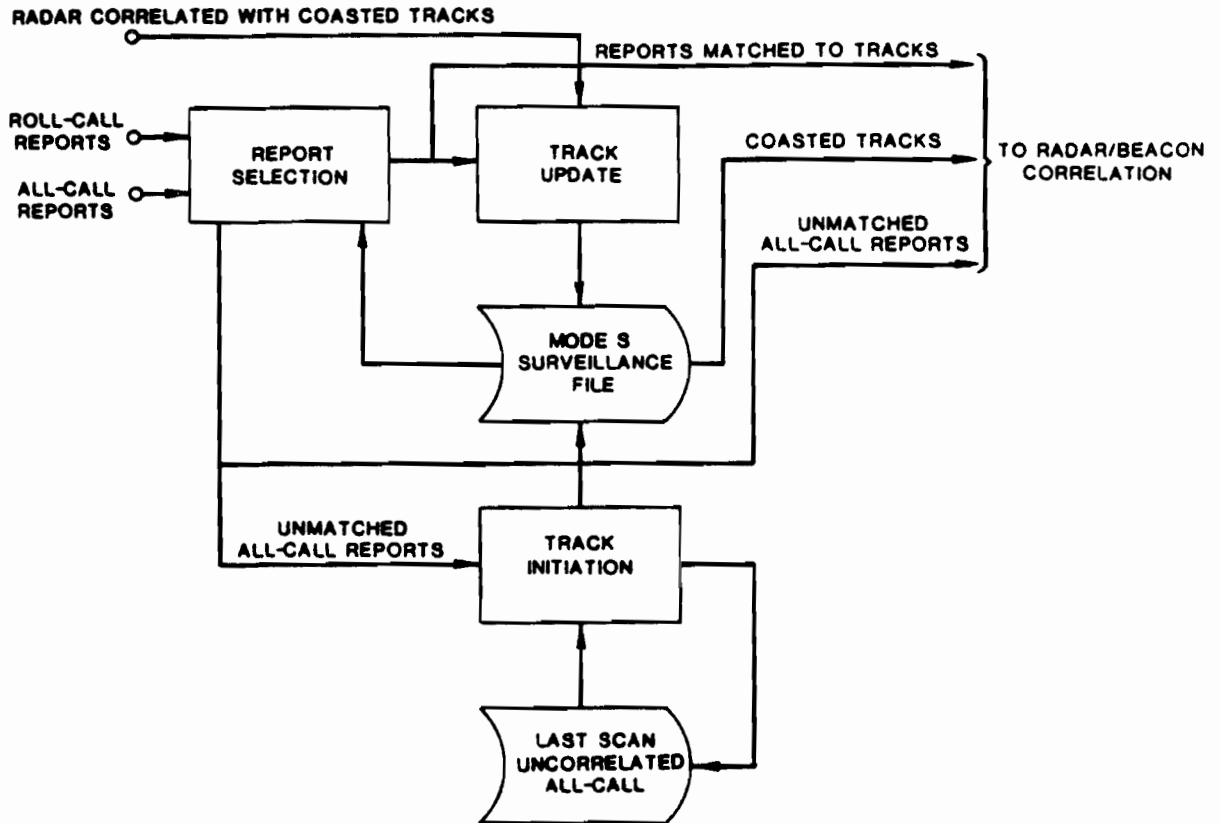 RADAR CORRELATED WITH COASTED TRACKS
REPORTS MATCHED TO TRACKS
ROLL-CALL
REPORTS
ALL-CALL
REPORTS
REPORT
SELECTION
TRACK
UPDATE
COASTED TRACKS
TO RADAR/BEACON
CORRELATION
UNMATCHED
ALL-CALL REPORTS
MODE S
SURVEILLANCE
FILE
UNMATCHED
ALL-CALL REPORTS
TRACK
INITIATION
LAST SCAN
UNCORRELATED
ALL-CALL